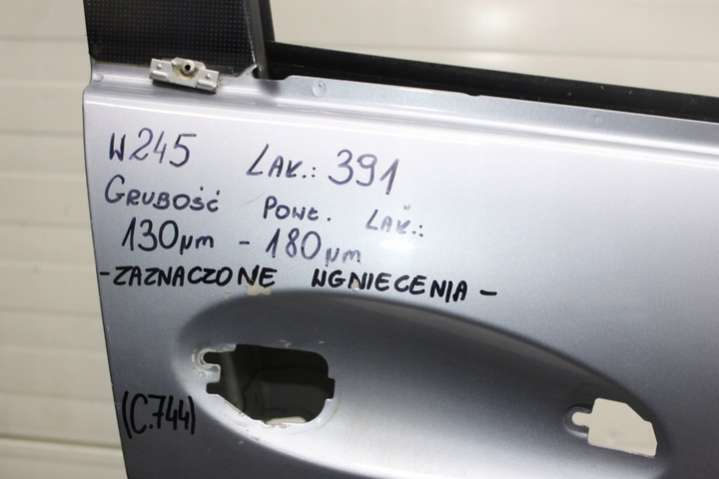 W245 LAK.: 391
GRUBOŚĆ POWŁ. LAK.:
130µm - 180µm
- ZAZNACZONE WGNIECENIA -
(C.744)